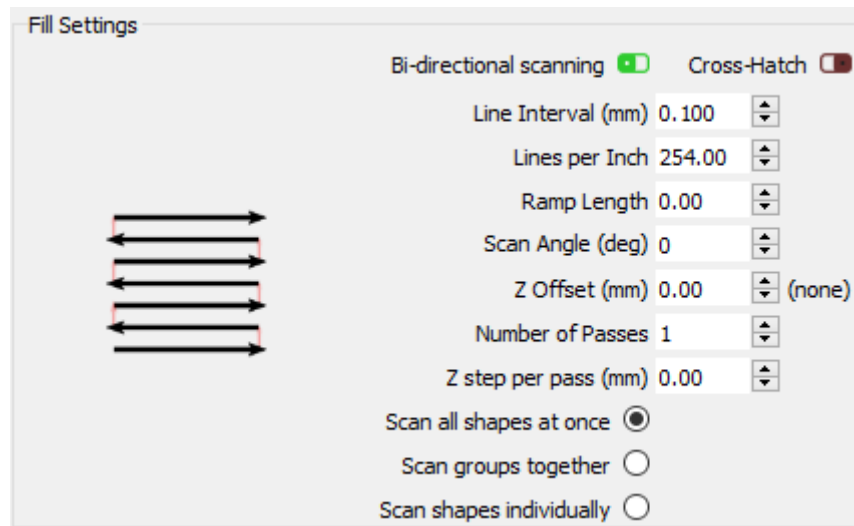 Fill Settings
Bi-directional scanning Cross-Hatch
Line Interval (mm) 0.100
Lines per Inch 254.00
Ramp Length 0.00
Scan Angle (deg) 0
Z Offset (mm) 0.00 (none)
Number of Passes 1
Z step per pass (mm) 0.00
Scan all shapes at once
Scan groups together
Scan shapes individually